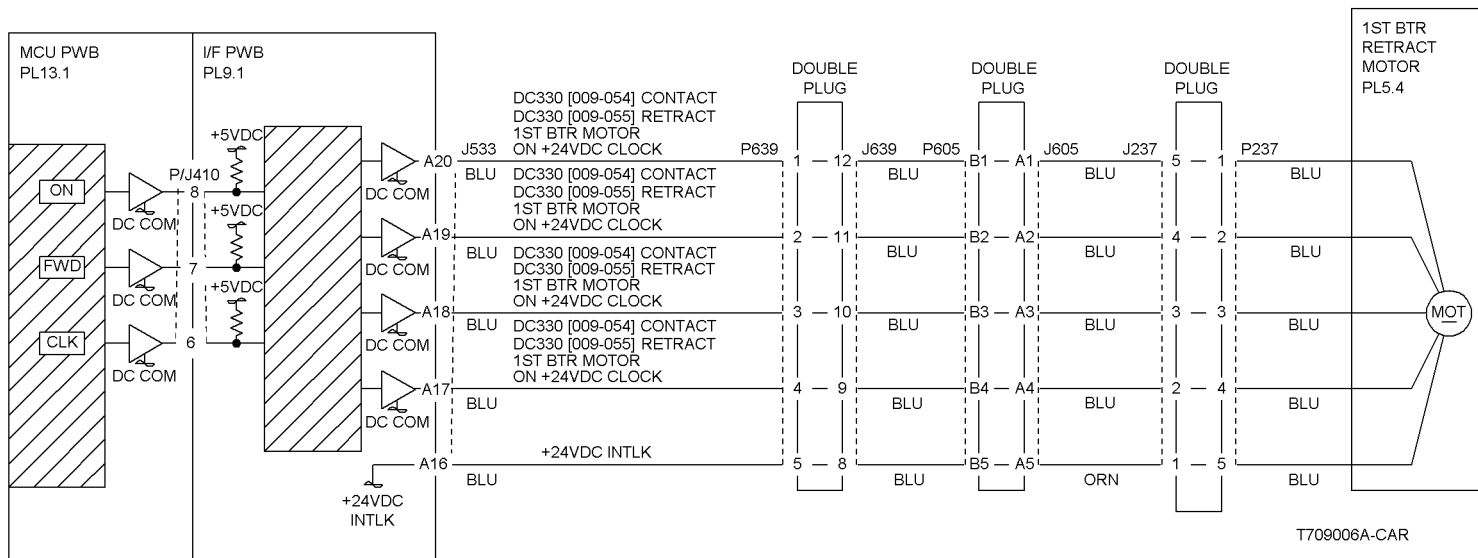 MCU PWB
PL13.1
I/F PWB
PL9.1
1ST BTR
RETRACT
MOTOR
PL5.4
DOUBLE
PLUG
DOUBLE
PLUG
DOUBLE
PLUG
DC330 [009-054] CONTACT
DC330 [009-055] RETRACT
1ST BTR MOTOR
ON +24VDC CLOCK
+5VDC
A20
J533
P639
1
12
J639
P605
B1
A1
J605
J237
5
1
P237
BLU
BLU
BLU
BLU
P/J410
ON
8
DC COM
DC COM
DC330 [009-054] CONTACT
DC330 [009-055] RETRACT
1ST BTR MOTOR
ON +24VDC CLOCK
+5VDC
A19
2
11
B2
A2
4
2
BLU
BLU
BLU
BLU
FWD
7
DC COM
DC COM
DC330 [009-054] CONTACT
DC330 [009-055] RETRACT
1ST BTR MOTOR
ON +24VDC CLOCK
+5VDC
A18
3
10
B3
A3
3
3
MOT
BLU
BLU
BLU
BLU
CLK
6
DC COM
DC COM
DC330 [009-054] CONTACT
DC330 [009-055] RETRACT
1ST BTR MOTOR
ON +24VDC CLOCK
A17
4
9
B4
A4
2
4
BLU
BLU
BLU
BLU
DC COM
+24VDC INTLK
A16
5
8
B5
A5
1
5
BLU
BLU
ORN
BLU
+24VDC
INTLK
T709006A-CAR